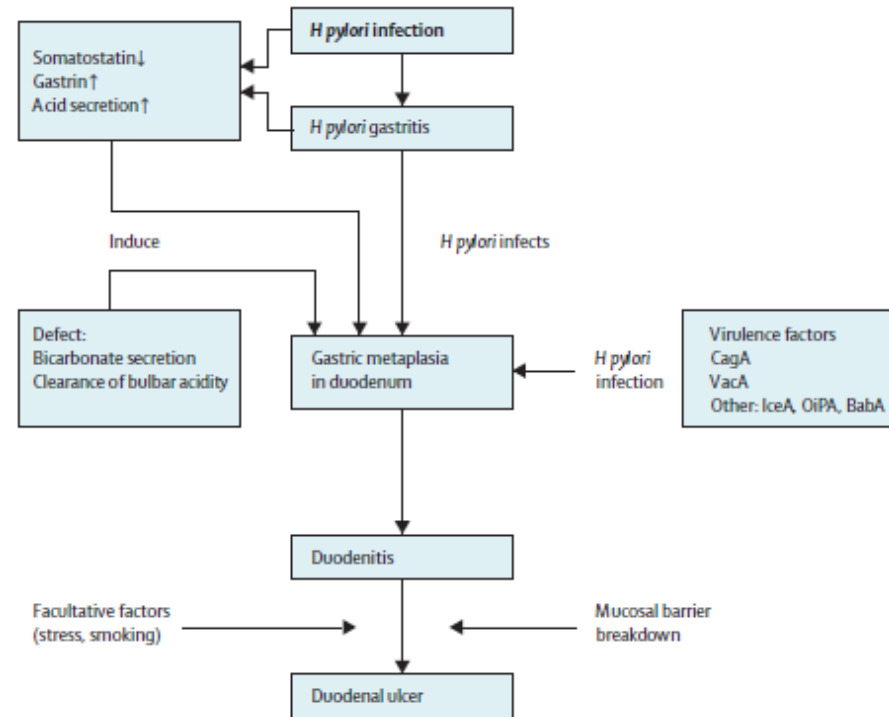 H pylori infection
Somatostatin↓
Gastrin↑
Acid secretion↑
H pylori gastritis
Induce
H pylori infects
Defect:
Bicarbonate secretion
Clearance of bulbar acidity
Gastric metaplasia
in duodenum
H pylori
infection
Virulence factors
CagA
VacA
Other: IceA, OiPA, BabA
Duodenitis
Facultative factors
(stress, smoking)
Mucosal barrier
breakdown
Duodenal ulcer